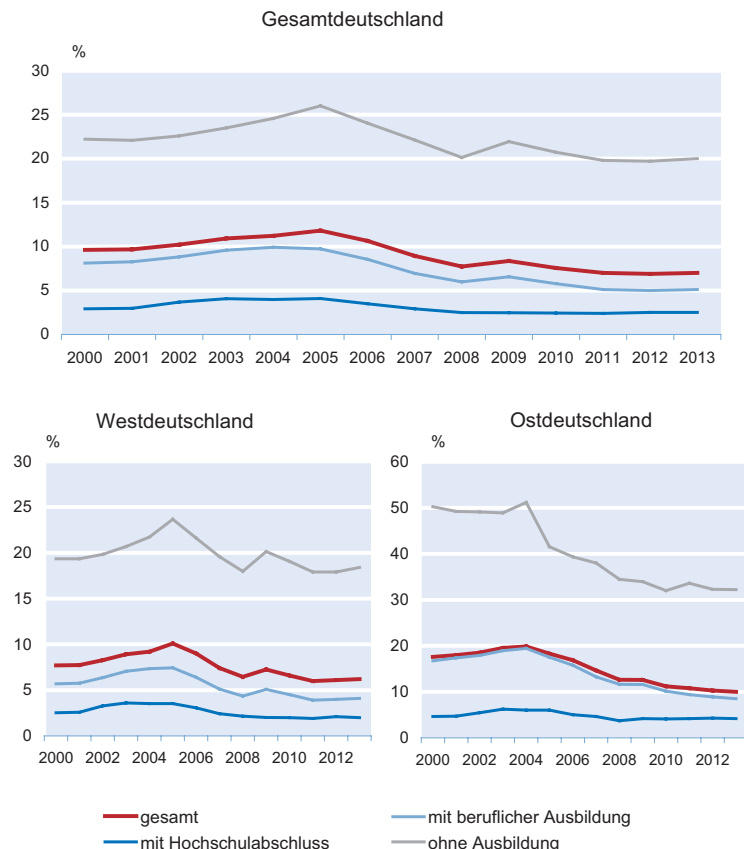 Gesamtdeutschland
%
30
25
20
15
10
5
0
2000 2001 2002 2003 2004 2005 2006 2007 2008 2009 2010 2011 2012 2013
Westdeutschland
%
30
25
20
15
10
5
0
2000 2002 2004 2006 2008 2010 2012
Ostdeutschland
%
60
50
40
30
20
10
0
2000 2002 2004 2006 2008 2010 2012
gesamt
mit beruflicher Ausbildung
mit Hochschulabschluss
ohne Ausbildung